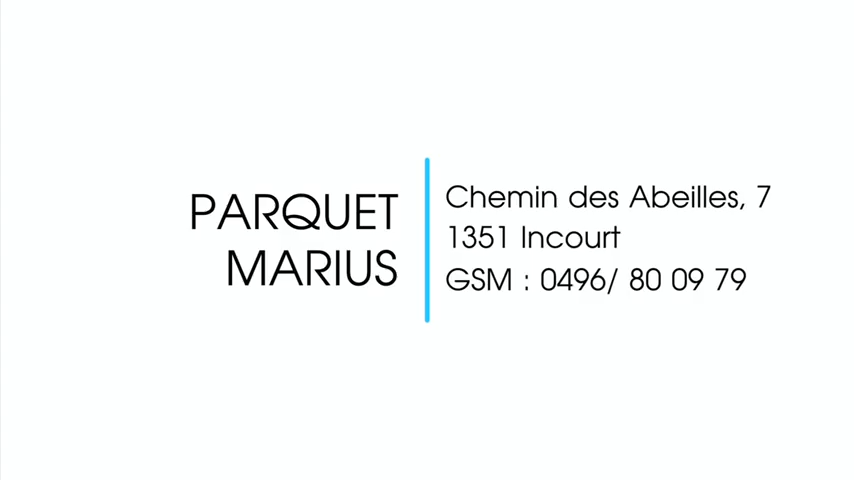 PARQUET
MARIUS
Chemin des Abeilles, 7
1351 Incourt
GSM : 0496/ 80 09 79